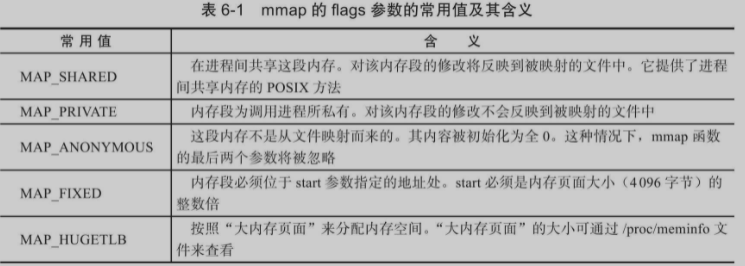 表 6-1 mmap 的 flags 参数的常用值及其含义
常 用 值 含 义
MAP_SHARED 在进程间共享这段内存。对该内存段的修改将反映到被映射的文件中。它提供了进程
间共享内存的 POSIX 方法
MAP_PRIVATE 内存段为调用进程所私有。对该内存段的修改不会反映到被映射的文件中
MAP_ANONYMOUS 这段内存不是从文件映射而来的。其内容被初始化为全 0。这种情况下，mmap 函数
的最后两个参数将被忽略
MAP_FIXED 内存段必须位于 start 参数指定的地址处。start 必须是内存页面大小（4096 字节）的
整数倍
MAP_HUGETLB 按照“大内存页面”来分配内存空间。“大内存页面”的大小可通过 /proc/meminfo 文
件来查看